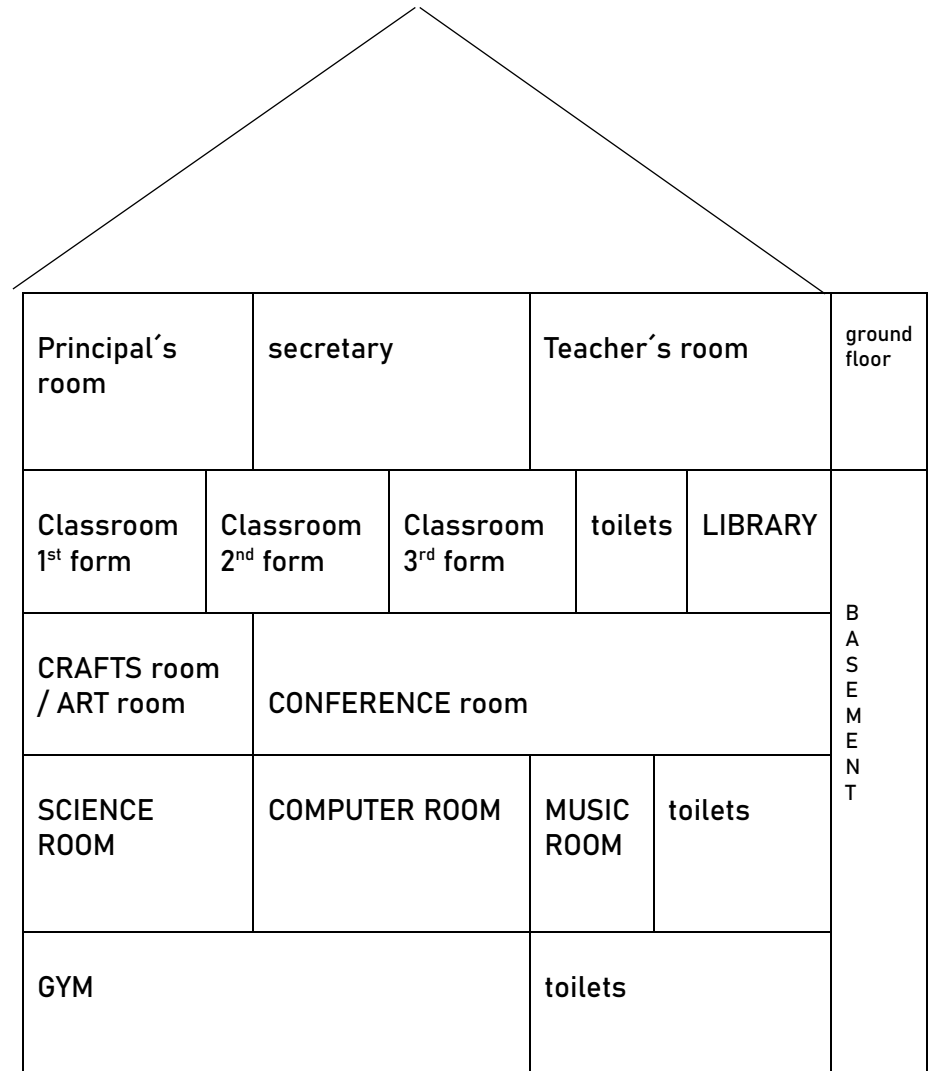 Principal´s
room
secretary
Teacher´s room
ground
floor
Classroom
1st form
Classroom
2nd form
Classroom
3rd form
toilets
LIBRARY
CRAFTS room
/ ART room
CONFERENCE room
B
A
S
E
M
E
N
T
SCIENCE
ROOM
COMPUTER ROOM
MUSIC
ROOM
toilets
GYM
toilets